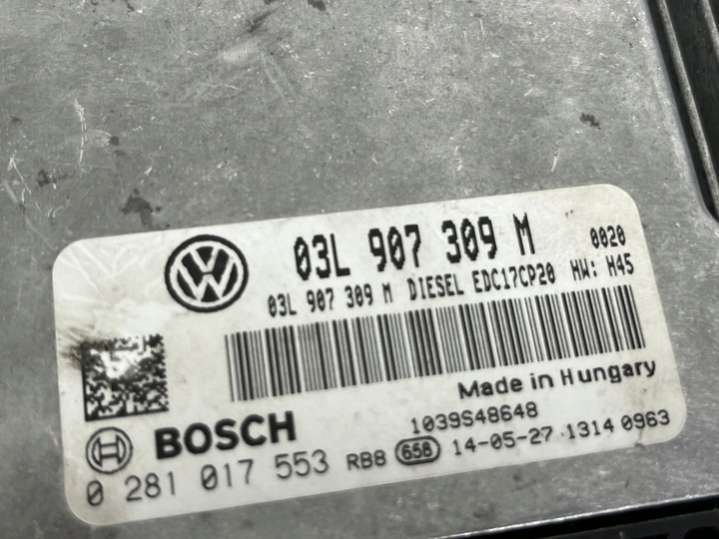 03L 907 309 M 0020
03L 907 309 M DIESEL EDC17CP20 HW: H45
Made in Hungary
BOSCH 1039S48648
0 281 017 553 RB8 656 14-05-27 1314 0963